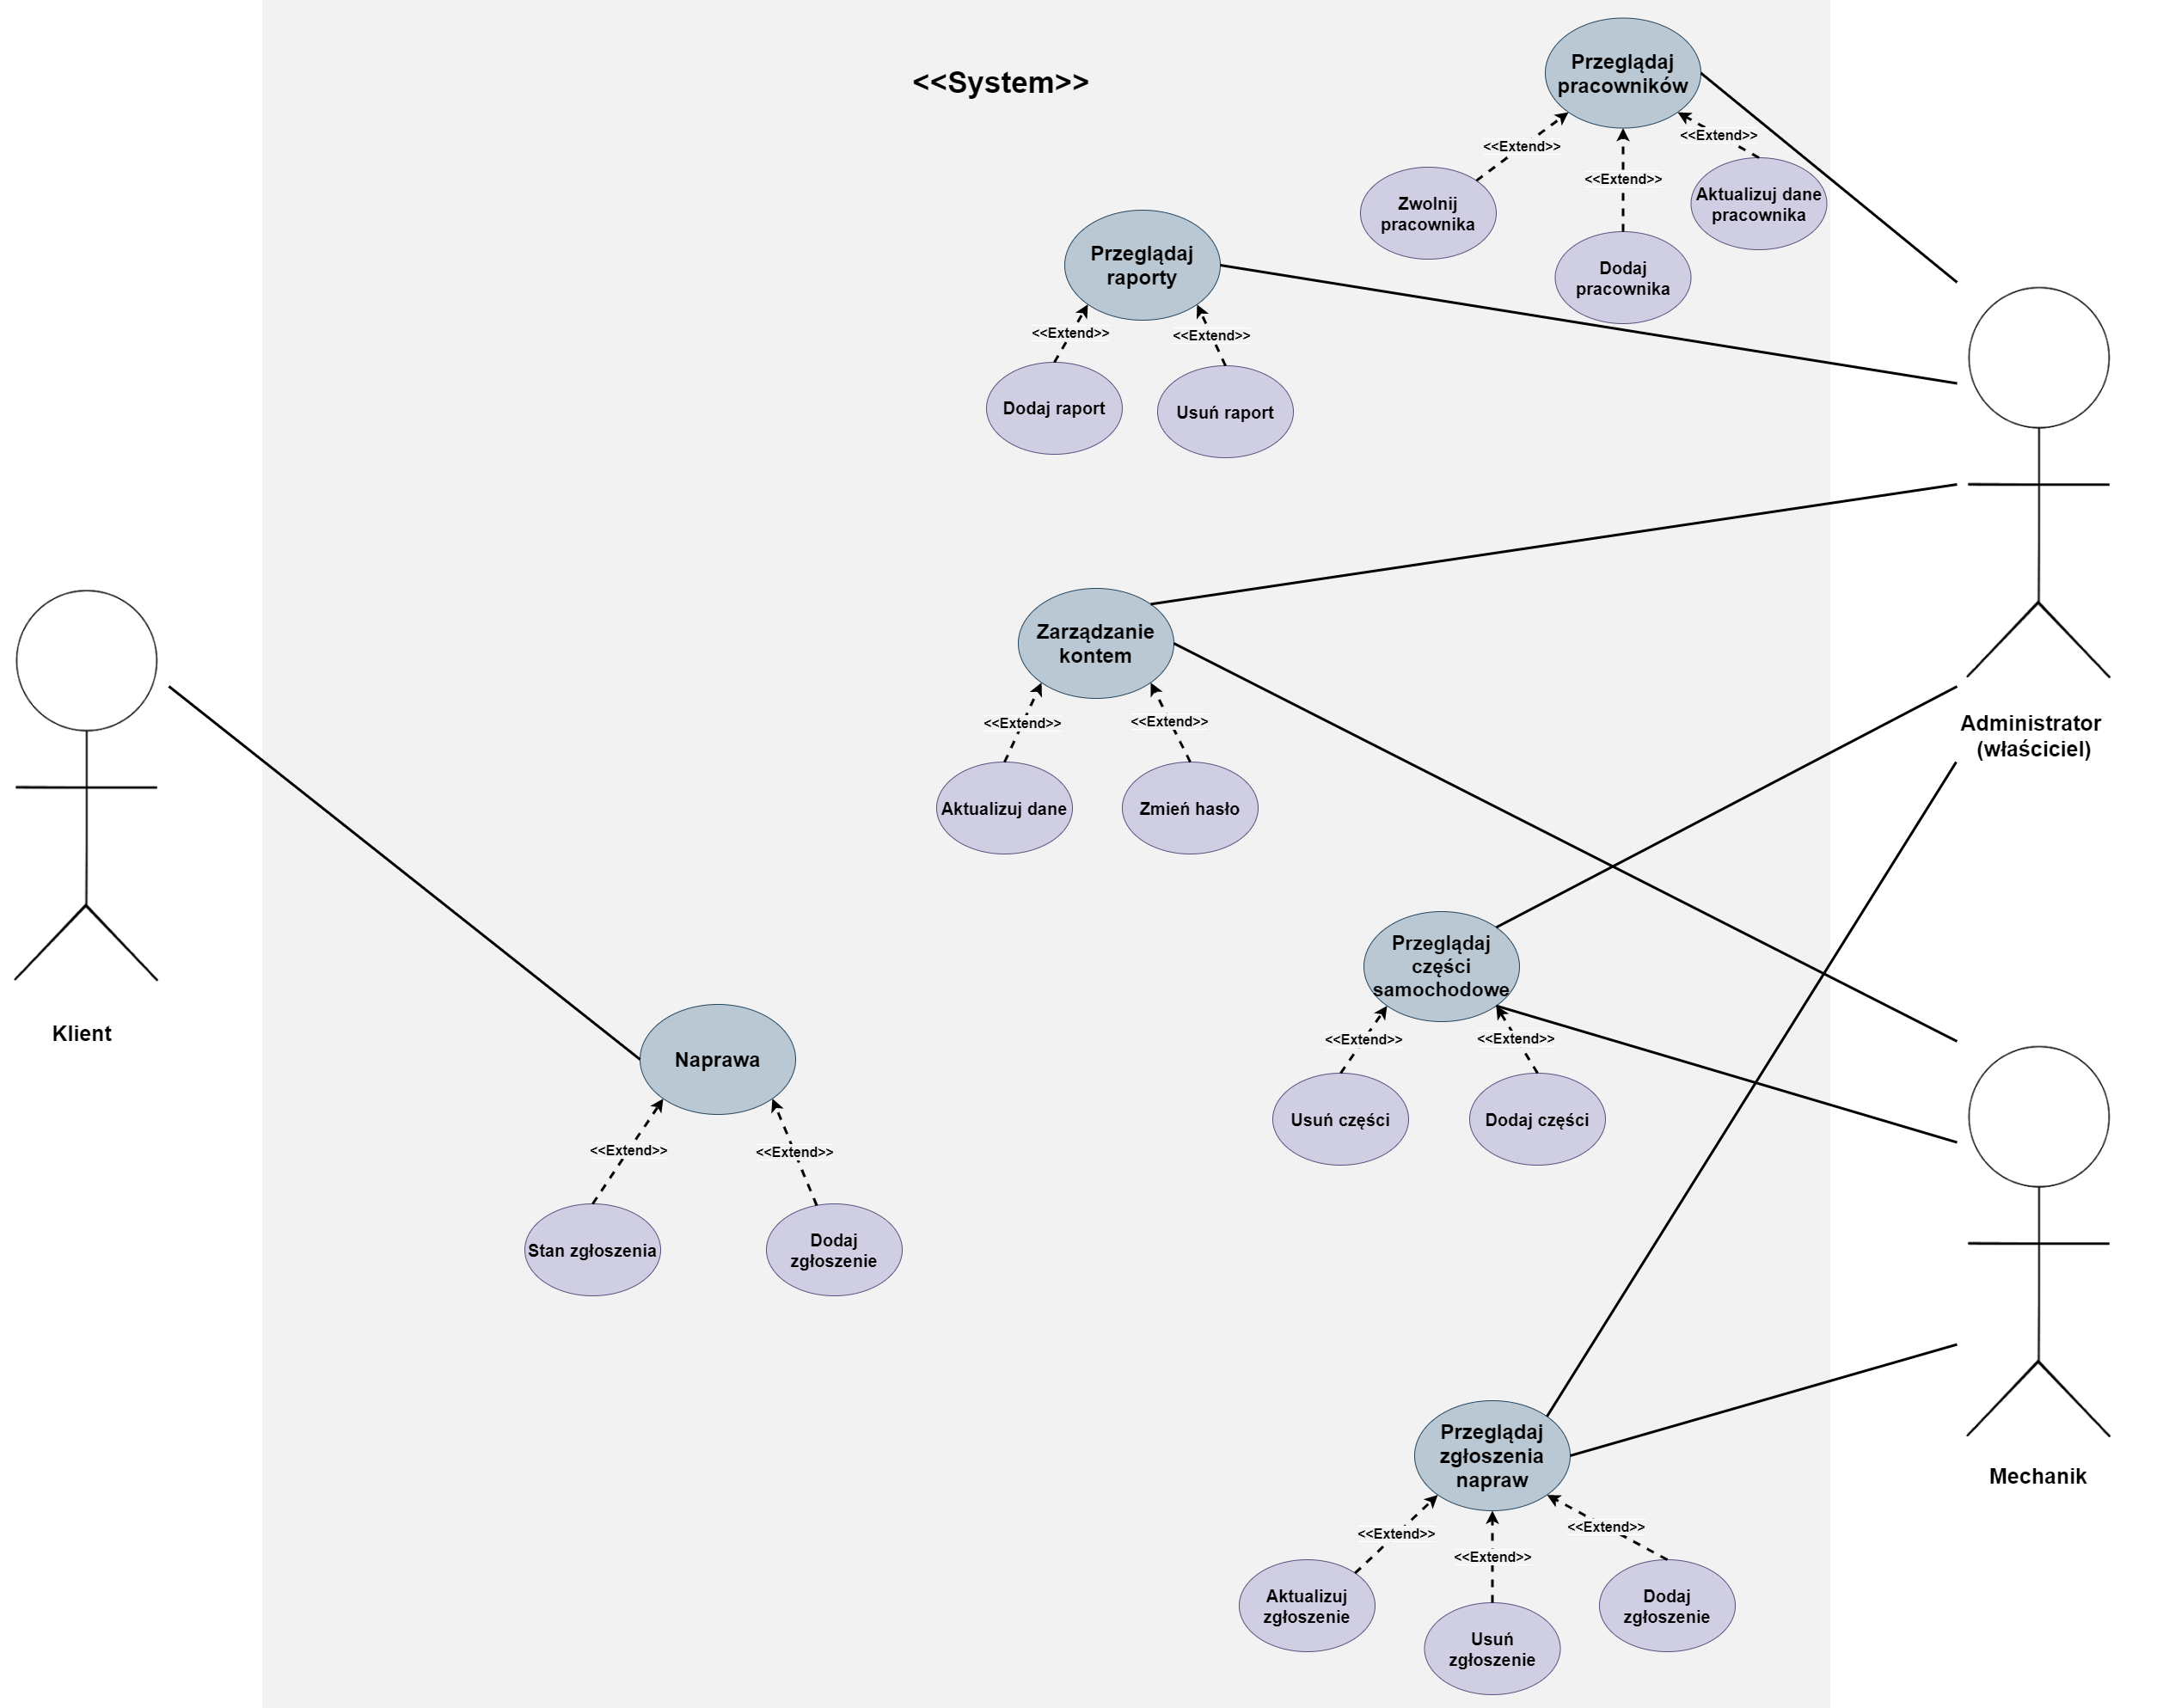 <<System>>
Przeglądaj
pracowników
<<Extend>>
<<Extend>>
<<Extend>>
Zwolnij
pracownika
Dodaj
pracownika
Aktualizuj dane
pracownika
Przeglądaj
raporty
<<Extend>>
<<Extend>>
Dodaj raport
Usuń raport
Zarządzanie
kontem
<<Extend>>
<<Extend>>
Aktualizuj dane
Zmień hasło
Administrator
(właściciel)
Klient
Przeglądaj
części
samochodowe
<<Extend>>
<<Extend>>
Usuń części
Dodaj części
Naprawa
<<Extend>>
<<Extend>>
Stan zgłoszenia
Dodaj
zgłoszenie
Przeglądaj
zgłoszenia
napraw
Mechanik
<<Extend>>
<<Extend>>
<<Extend>>
Aktualizuj
zgłoszenie
Usuń
zgłoszenie
Dodaj
zgłoszenie